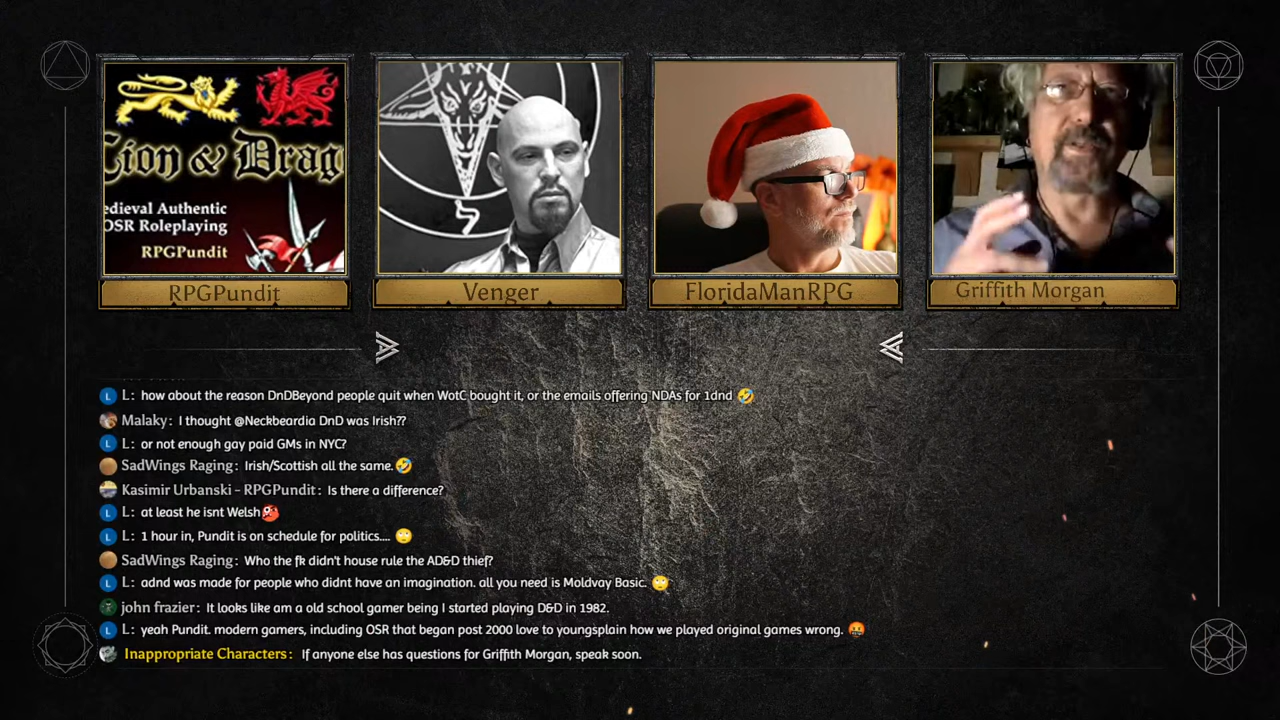 Lion & Drag
edieval Authentic
OSR Roleplaying
RPGPundit
RPGPundit
Venger
FloridaManRPG
Griffith Morgan
L: how about the reason DnDBeyond people quit when WotC bought it, or the emails offering NDAs for 1dnd 🤣
Malaky: I thought @Neckbeardia DnD was Irish??
L: or not enough gay paid GMs in NYC?
SadWings Raging: Irish/Scottish all the same.🤣
Kasimir Urbanski - RPGPundit: Is there a difference?
L: at least he isnt Welsh
L: 1 hour in, Pundit is on schedule for politics.... 🙄
SadWings Raging: Who the fk didn't house rule the AD&D thief?
L: adnd was made for people who didnt have an imagination. all you need is Moldvay Basic. 🙄
john frazier: It looks like am a old school gamer being I started playing D&D in 1982.
L: yeah Pundit. modern gamers, including OSR that began post 2000 love to youngsplain how we played original games wrong. 🤬
Inappropriate Characters: If anyone else has questions for Griffith Morgan, speak soon.